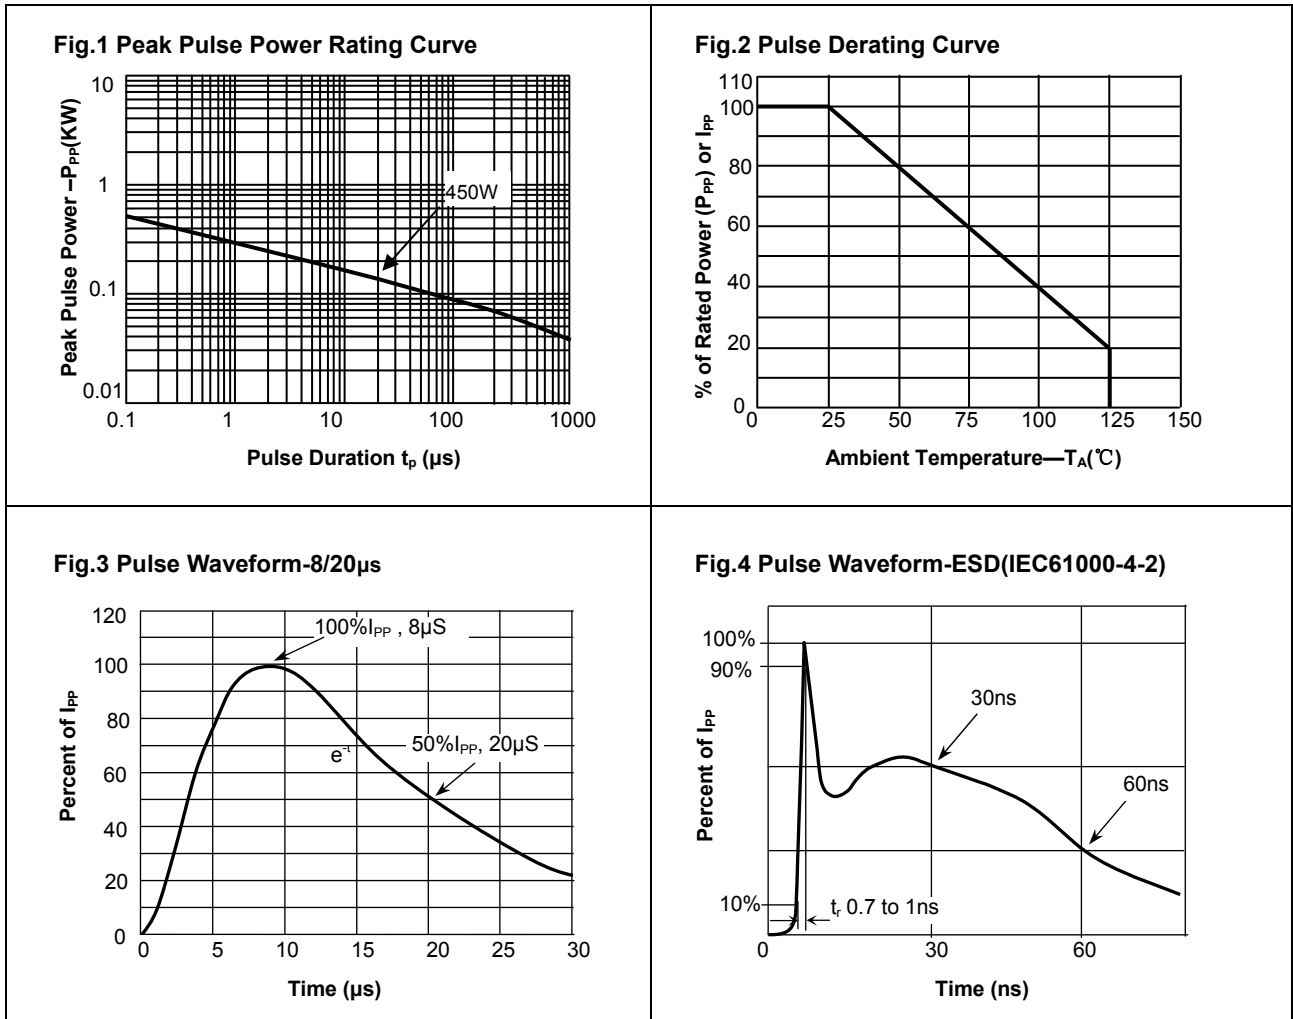 Fig.1 Peak Pulse Power Rating Curve
Peak Pulse Power –PPP(KW)
10
1
0.1
0.01
450W
0.1 1 10 100 1000
Pulse Duration tp (µs)
Fig.2 Pulse Derating Curve
% of Rated Power (PPP) or IPP
110
100
80
60
40
20
0
25 50 75 100 125 150
Ambient Temperature—TA(℃)
Fig.3 Pulse Waveform-8/20µs
Percent of IPP
120
100
80
60
40
20
0
100%IPP , 8µS
e-t
50%IPP, 20µS
0 5 10 15 20 25 30
Time (µs)
Fig.4 Pulse Waveform-ESD(IEC61000-4-2)
Percent of IPP
100%
90%
10%
30ns
60ns
tr 0.7 to 1ns
0 30 60
Time (ns)